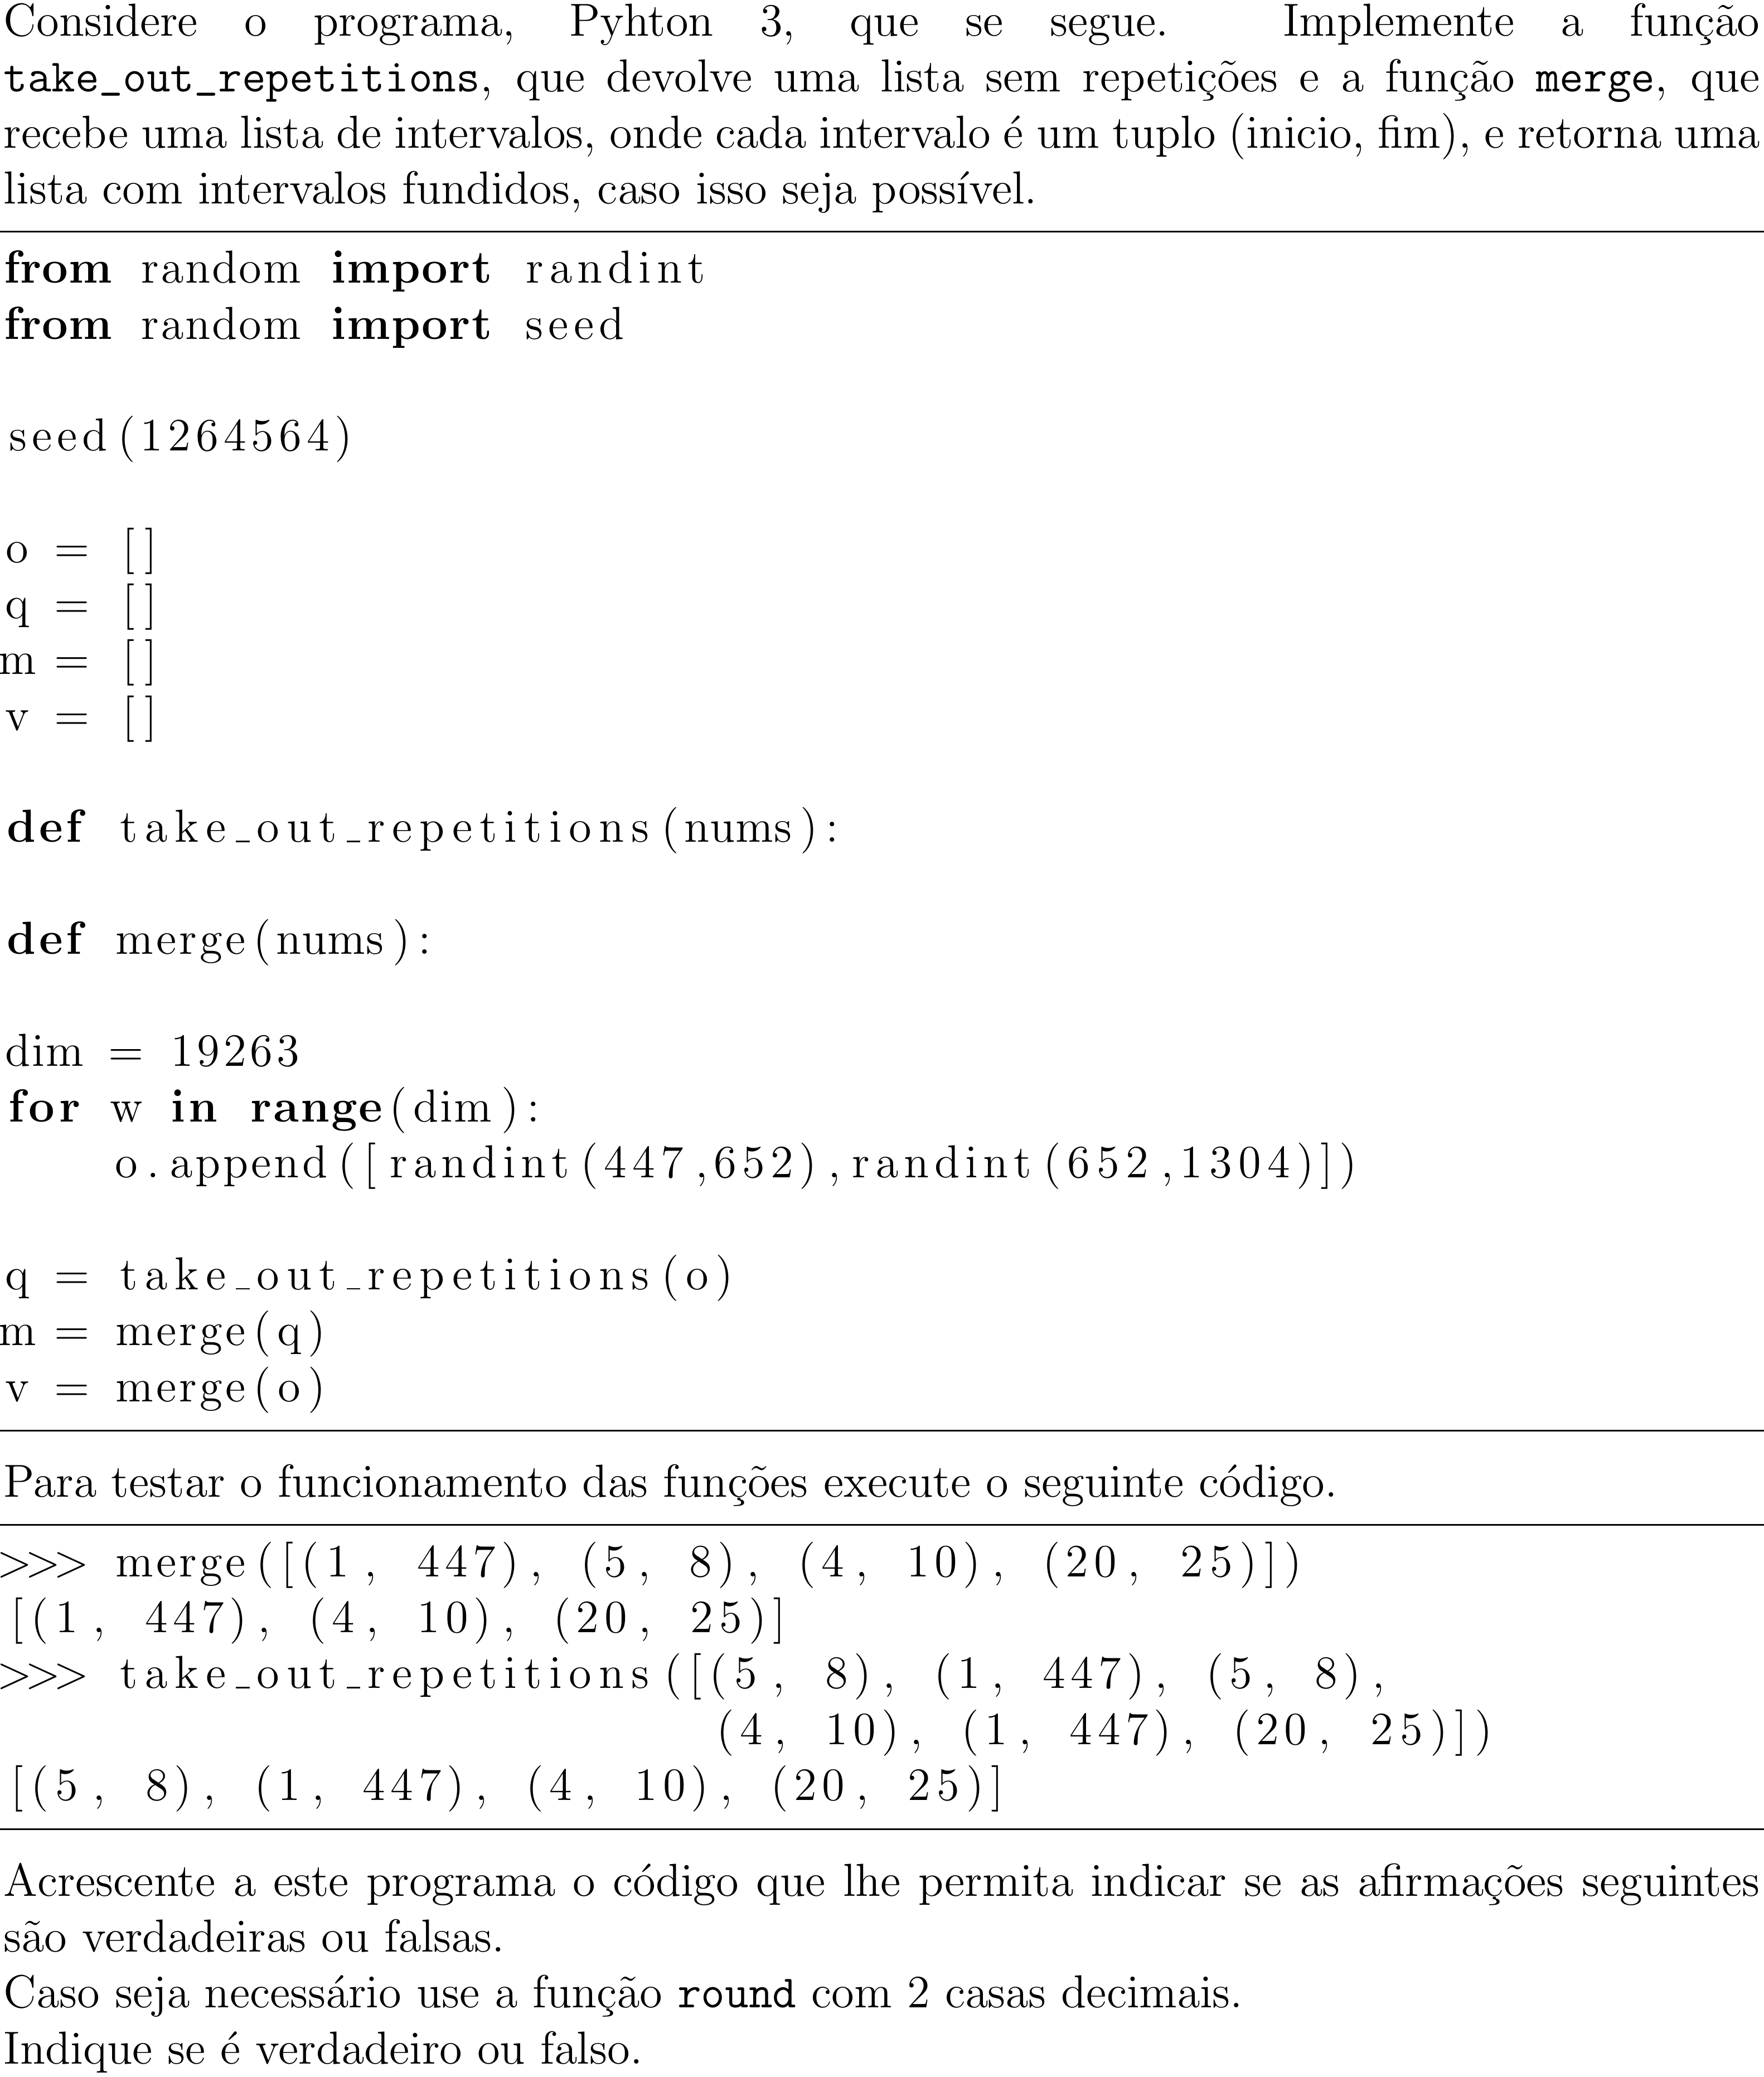 Considere o programa, Pyhton 3, que se segue. Implemente a função
take_out_repetitions, que devolve uma lista sem repetições e a função merge, que
recebe uma lista de intervalos, onde cada intervalo é um tuplo (inicio, fim), e retorna uma
lista com intervalos fundidos, caso isso seja possível.
from random import randint
from random import seed
seed(1264564)
o = []
q = []
m = []
v = []
def take_out_repetitions(nums):
def merge(nums):
dim = 19263
for w in range(dim):
    o.append([randint(447,652),randint(652,1304)])
q = take_out_repetitions(o)
m = merge(q)
v = merge(o)
Para testar o funcionamento das funções execute o seguinte código.
>>> merge([(1, 447), (5, 8), (4, 10), (20, 25)])
[(1, 447), (4, 10), (20, 25)]
>>> take_out_repetitions([(5, 8), (1, 447), (5, 8),
                          (4, 10), (1, 447), (20, 25)])
[(5, 8), (1, 447), (4, 10), (20, 25)]
Acrescente a este programa o código que lhe permita indicar se as afirmações seguintes
são verdadeiras ou falsas.
Caso seja necessário use a função round com 2 casas decimais.
Indique se é verdadeiro ou falso.